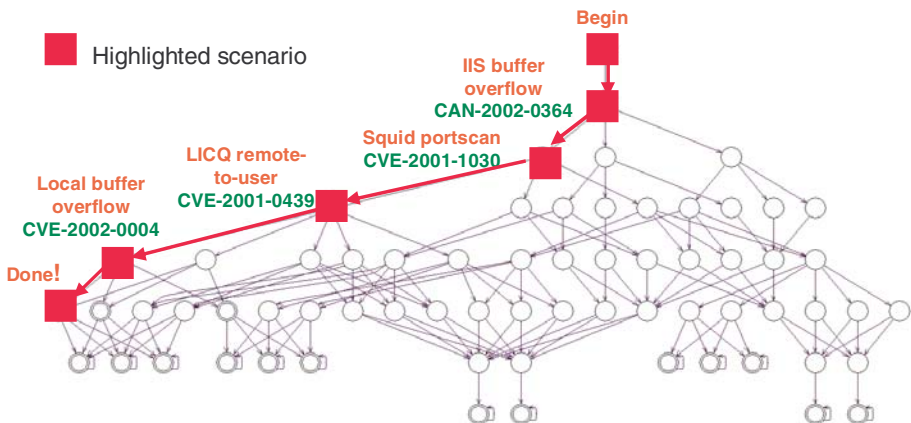 Begin
Highlighted scenario
IIS buffer
overflow
CAN-2002-0364
Squid portscan
CVE-2001-1030
LICQ remote-
to-user
CVE-2001-0439
Local buffer
overflow
CVE-2002-0004
Done!